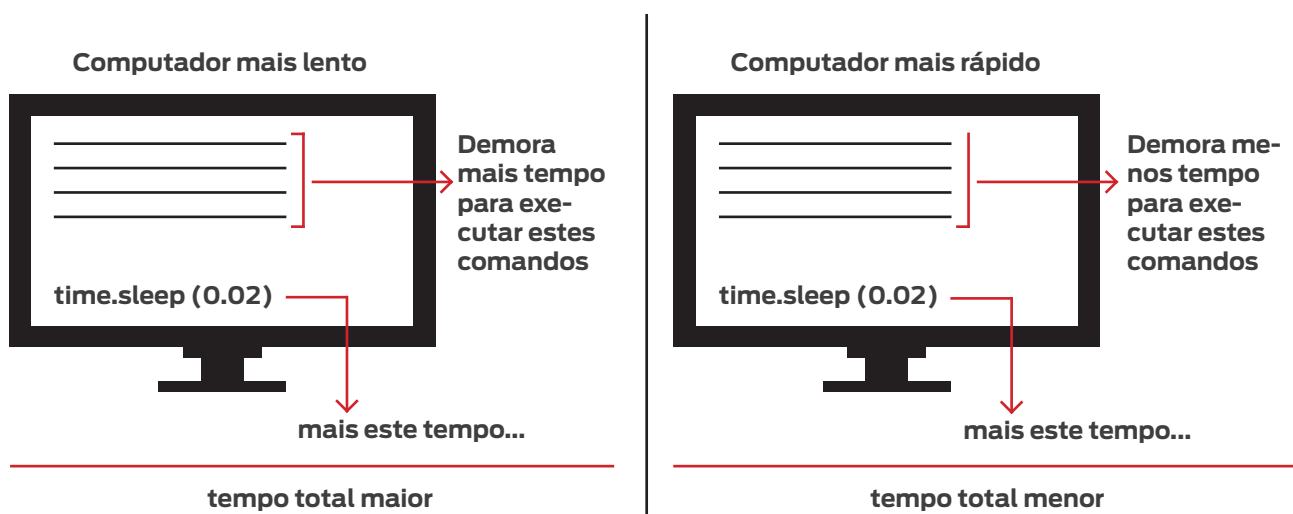 Computador mais lento
Demora
mais tempo
para exe-
cutar estes
comandos
time.sleep (0.02)
mais este tempo...
tempo total maior
Computador mais rápido
Demora me-
nos tempo
para exe-
cutar estes
comandos
time.sleep (0.02)
mais este tempo...
tempo total menor